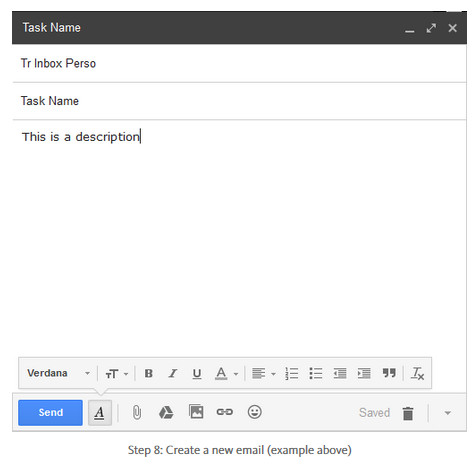 Task Name
Tr Inbox Perso
Task Name
This is a description
Verdana
T T B I U A
Send A Saved
Step 8: Create a new email (example above)